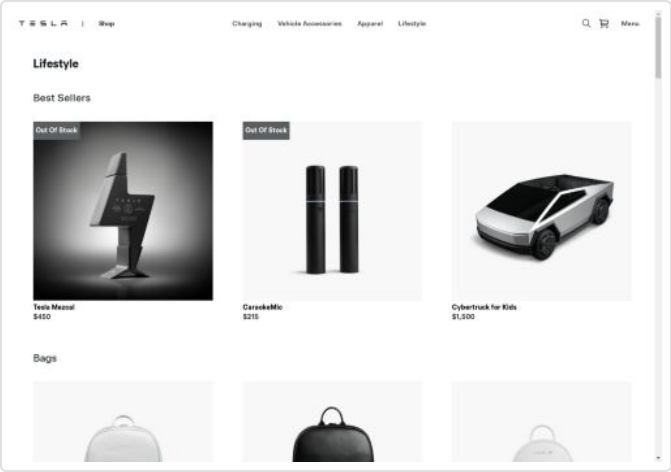 TESLA | Shop
Charging Vehicle Accessories Apparel Lifestyle
Menu
Lifestyle
Best Sellers
Out Of Stock
Out Of Stock
TESLA
Tesla Mezcal
$450
CaraokeMic
$215
Cybertruck for Kids
$1,500
Bags